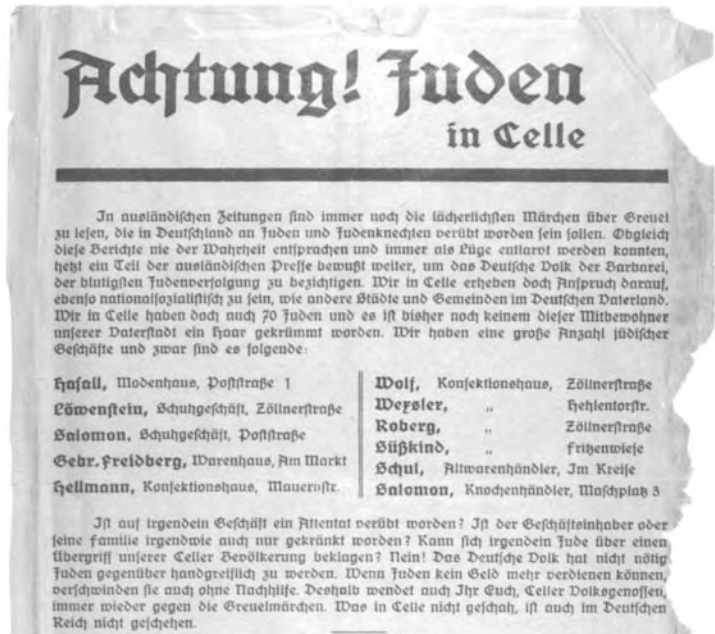 Achtung! Juden
in Celle
In ausländischen Zeitungen sind immer noch die lächerlichsten Märchen über Greuel
zu lesen, die in Deutschland an Juden und Judenknechten verübt worden sein sollen. Obgleich
diese Berichte nie der Wahrheit entsprachen und immer als Lüge entlarvt werden konnten,
hetzt ein Teil der ausländischen Presse bewußt weiter, um das Deutsche Volk der Barbarei,
der blutigsten Judenverfolgung zu bezichtigen. Wir in Celle erheben doch Anspruch darauf,
ebenso nationalsozialistisch zu sein, wie andere Städte und Gemeinden im Deutschen Vaterland.
Wir in Celle haben doch auch 70 Juden und es ist bisher noch keinem dieser Mitbewohner
unserer Vaterstadt ein Haar gekrümmt worden. Wir haben eine große Anzahl jüdischer
Geschäfte und zwar sind es folgende:
Hasall, Modenhaus, Poststraße 1
Löwenstein, Schuhgeschäft, Zöllnerstraße
Salomon, Schuhgeschäft, Poststraße
Gebr. Freidberg, Warenhaus, Am Markt
Hellmann, Konfektionshaus, Mauernstr.
Wolf, Konfektionshaus, Zöllnerstraße
Wexsler, „ Hehlentorstr.
Roberg, „ Zöllnerstraße
Süßkind, „ Fritzenwiese
Schul, Altwarenhändler, Im Kreise
Salomon, Knochenhändler, Maschplatz 3
Ist auf irgendein Geschäft ein Attentat verübt worden? Ist der Geschäftsinhaber oder
seine Familie irgendwie auch nur gekränkt worden? Kann sich irgendein Jude über einen
Übergriff unserer Celler Bevölkerung beklagen? Nein! Das Deutsche Volk hat nicht nötig
Juden gegenüber handgreiflich zu werden. Wenn Juden kein Geld mehr verdienen können,
verschwinden sie auch ohne Nachhilfe. Deshalb wendet auch Ihr Euch, Celler Volksgenossen,
immer wieder gegen die Greuelmärchen. Was in Celle nicht geschah, ist auch im Deutschen
Reich nicht geschehen.